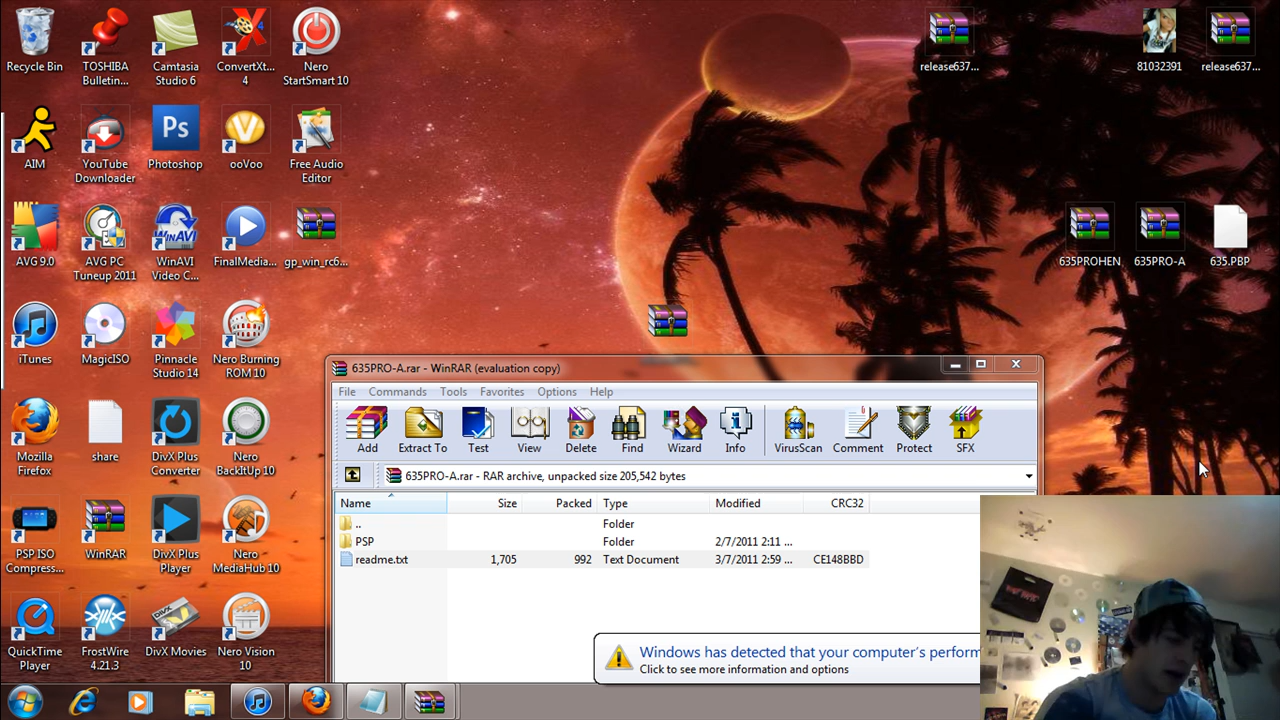 Recycle Bin
TOSHIBA
Bulletin...
Camtasia
Studio 6
ConvertXt...
4
Nero
StartSmart 10
release637...
81032391
release637...
AIM
YouTube
Downloader
Ps
Photoshop
ooVoo
Free Audio
Editor
AVG 9.0
AVG PC
Tuneup 2011
WinAVI
WinAVI
Video C...
FinalMedia...
gp_win_rc6...
635PROHEN
635PRO-A
635.PBP
iTunes
MagicISO
Pinnacle
Studio 14
Nero Burning
ROM 10
Mozilla
Firefox
share
DivX Plus
Converter
Nero
BackItUp 10
PSP ISO
Compress...
WinRAR
DivX Plus
Player
Nero
MediaHub 10
QuickTime
Player
FrostWire
4.21.3
DivX Movies
Nero Vision
10
635PRO-A.rar - WinRAR (evaluation copy)
File Commands Tools Favorites Options Help
Add Extract To Test View Delete Find Wizard Info VirusScan Comment Protect SFX
635PRO-A.rar - RAR archive, unpacked size 205,542 bytes
Name Size Packed Type Modified CRC32
.. Folder
PSP Folder 2/7/2011 2:11 ...
readme.txt 1,705 992 Text Document 3/7/2011 2:59 ... CE148BBD
Windows has detected that your computer's perform
Click to see more information and options